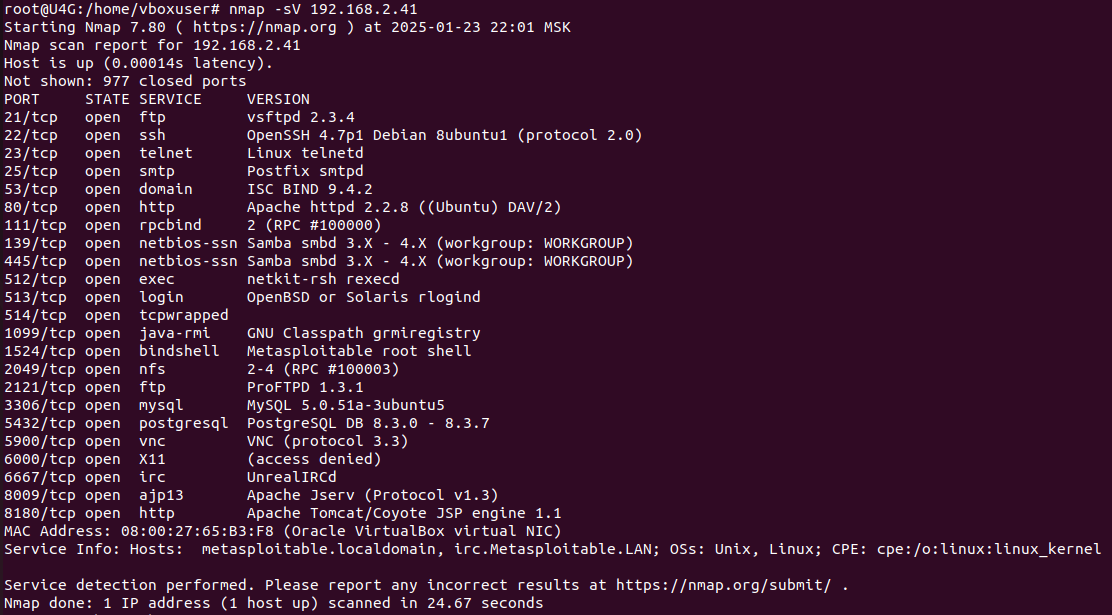 root@U4G:/home/vboxuser# nmap -sV 192.168.2.41
Starting Nmap 7.80 ( https://nmap.org ) at 2025-01-23 22:01 MSK
Nmap scan report for 192.168.2.41
Host is up (0.00014s latency).
Not shown: 977 closed ports
PORT     STATE SERVICE     VERSION
21/tcp   open  ftp         vsftpd 2.3.4
22/tcp   open  ssh         OpenSSH 4.7p1 Debian 8ubuntu1 (protocol 2.0)
23/tcp   open  telnet      Linux telnetd
25/tcp   open  smtp        Postfix smtpd
53/tcp   open  domain      ISC BIND 9.4.2
80/tcp   open  http        Apache httpd 2.2.8 ((Ubuntu) DAV/2)
111/tcp  open  rpcbind     2 (RPC #100000)
139/tcp  open  netbios-ssn Samba smbd 3.X - 4.X (workgroup: WORKGROUP)
445/tcp  open  netbios-ssn Samba smbd 3.X - 4.X (workgroup: WORKGROUP)
512/tcp  open  exec        netkit-rsh rexecd
513/tcp  open  login       OpenBSD or Solaris rlogind
514/tcp  open  tcpwrapped
1099/tcp open  java-rmi    GNU Classpath grmiregistry
1524/tcp open  bindshell   Metasploitable root shell
2049/tcp open  nfs         2-4 (RPC #100003)
2121/tcp open  ftp         ProFTPD 1.3.1
3306/tcp open  mysql       MySQL 5.0.51a-3ubuntu5
5432/tcp open  postgresql  PostgreSQL DB 8.3.0 - 8.3.7
5900/tcp open  vnc         VNC (protocol 3.3)
6000/tcp open  X11         (access denied)
6667/tcp open  irc         UnrealIRCd
8009/tcp open  ajp13       Apache Jserv (Protocol v1.3)
8180/tcp open  http        Apache Tomcat/Coyote JSP engine 1.1
MAC Address: 08:00:27:65:B3:F8 (Oracle VirtualBox virtual NIC)
Service Info: Hosts:  metasploitable.localdomain, irc.Metasploitable.LAN; OSs: Unix, Linux; CPE: cpe:/o:linux:linux_kernel

Service detection performed. Please report any incorrect results at https://nmap.org/submit/ .
Nmap done: 1 IP address (1 host up) scanned in 24.67 seconds